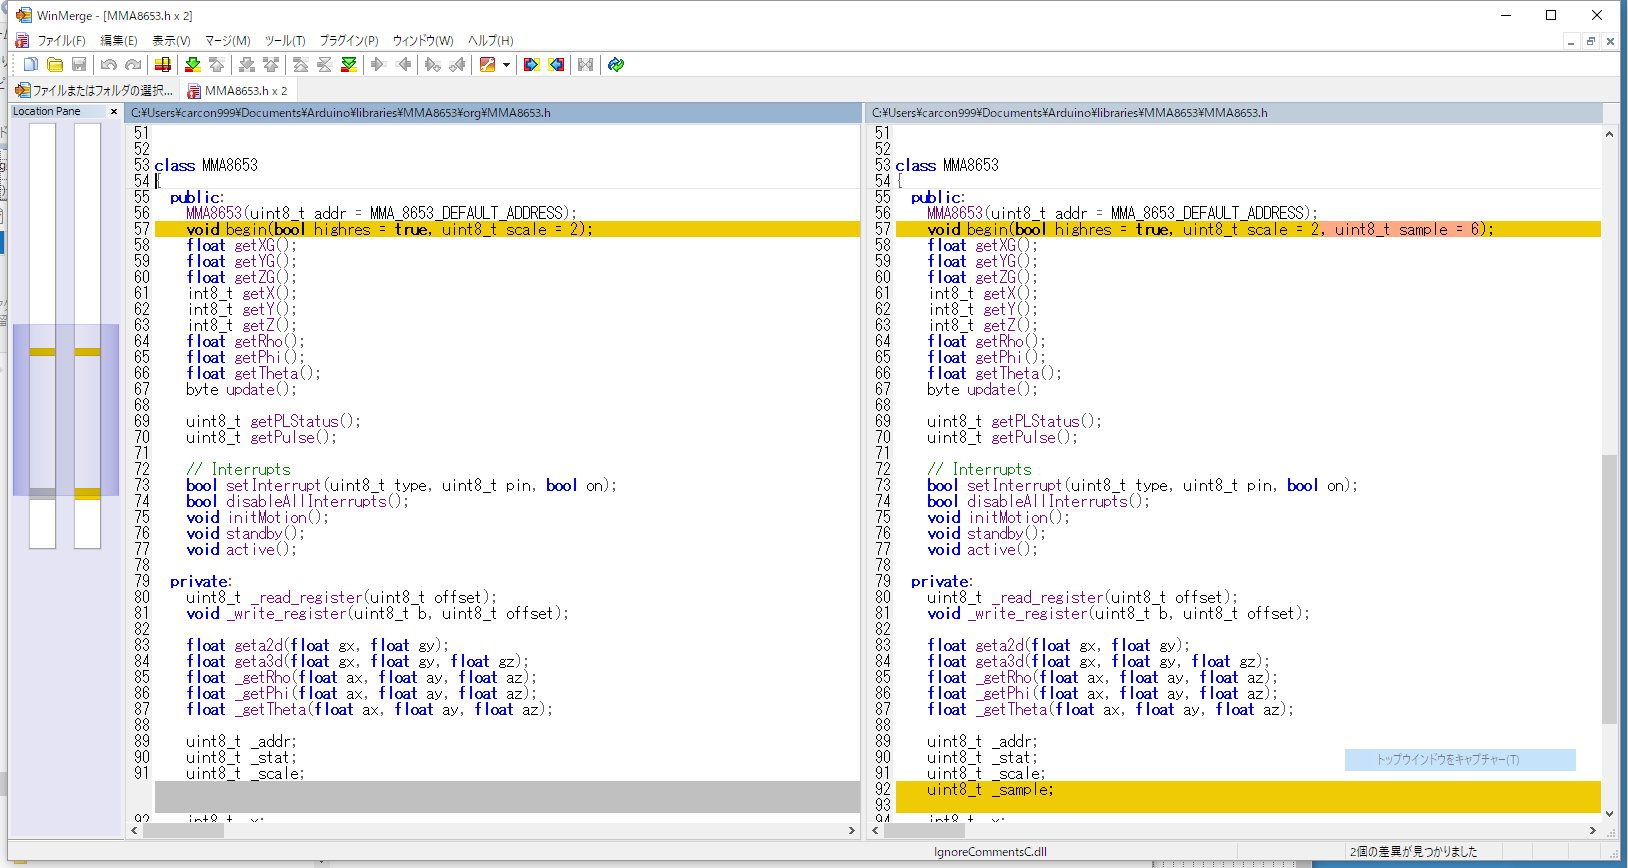 WinMerge - [MMA8653.h x 2]
ファイル(F) 編集(E) 表示(V) マージ(M) ツール(T) プラグイン(P) ウィンドウ(W) ヘルプ(H)
ファイルまたはフォルダの選択... MMA8653.h x 2
Location Pane x
C:¥Users¥carcon999¥Documents¥Arduino¥libraries¥MMA8653¥org¥MMA8653.h
51
52
53 class MMA8653
54 {
55 public:
56 MMA8653(uint8_t addr = MMA_8653_DEFAULT_ADDRESS);
57 void begin(bool highres = true, uint8_t scale = 2);
58 float getXG();
59 float getYG();
60 float getZG();
61 int8_t getX();
62 int8_t getY();
63 int8_t getZ();
64 float getRho();
65 float getPhi();
66 float getTheta();
67 byte update();
68
69 uint8_t getPLStatus();
70 uint8_t getPulse();
71
72 // Interrupts
73 bool setInterrupt(uint8_t type, uint8_t pin, bool on);
74 bool disableAllInterrupts();
75 void initMotion();
76 void standby();
77 void active();
78
79 private:
80 uint8_t _read_register(uint8_t offset);
81 void _write_register(uint8_t b, uint8_t offset);
82
83 float geta2d(float gx, float gy);
84 float geta3d(float gx, float gy, float gz);
85 float _getRho(float ax, float ay, float az);
86 float _getPhi(float ax, float ay, float az);
87 float _getTheta(float ax, float ay, float az);
88
89 uint8_t _addr;
90 uint8_t _stat;
91 uint8_t _scale;
92 int8_t _x;
C:¥Users¥carcon999¥Documents¥Arduino¥libraries¥MMA8653¥MMA8653.h
51
52
53 class MMA8653
54 {
55 public:
56 MMA8653(uint8_t addr = MMA_8653_DEFAULT_ADDRESS);
57 void begin(bool highres = true, uint8_t scale = 2, uint8_t sample = 6);
58 float getXG();
59 float getYG();
60 float getZG();
61 int8_t getX();
62 int8_t getY();
63 int8_t getZ();
64 float getRho();
65 float getPhi();
66 float getTheta();
67 byte update();
68
69 uint8_t getPLStatus();
70 uint8_t getPulse();
71
72 // Interrupts
73 bool setInterrupt(uint8_t type, uint8_t pin, bool on);
74 bool disableAllInterrupts();
75 void initMotion();
76 void standby();
77 void active();
78
79 private:
80 uint8_t _read_register(uint8_t offset);
81 void _write_register(uint8_t b, uint8_t offset);
82
83 float geta2d(float gx, float gy);
84 float geta3d(float gx, float gy, float gz);
85 float _getRho(float ax, float ay, float az);
86 float _getPhi(float ax, float ay, float az);
87 float _getTheta(float ax, float ay, float az);
88
89 uint8_t _addr;
90 uint8_t _stat;
91 uint8_t _scale;
92 uint8_t _sample;
93
94 int8_t _x;
トップウインドウをキャプチャー(T)
IgnoreCommentsC.dll
2個の差異が見つかりました